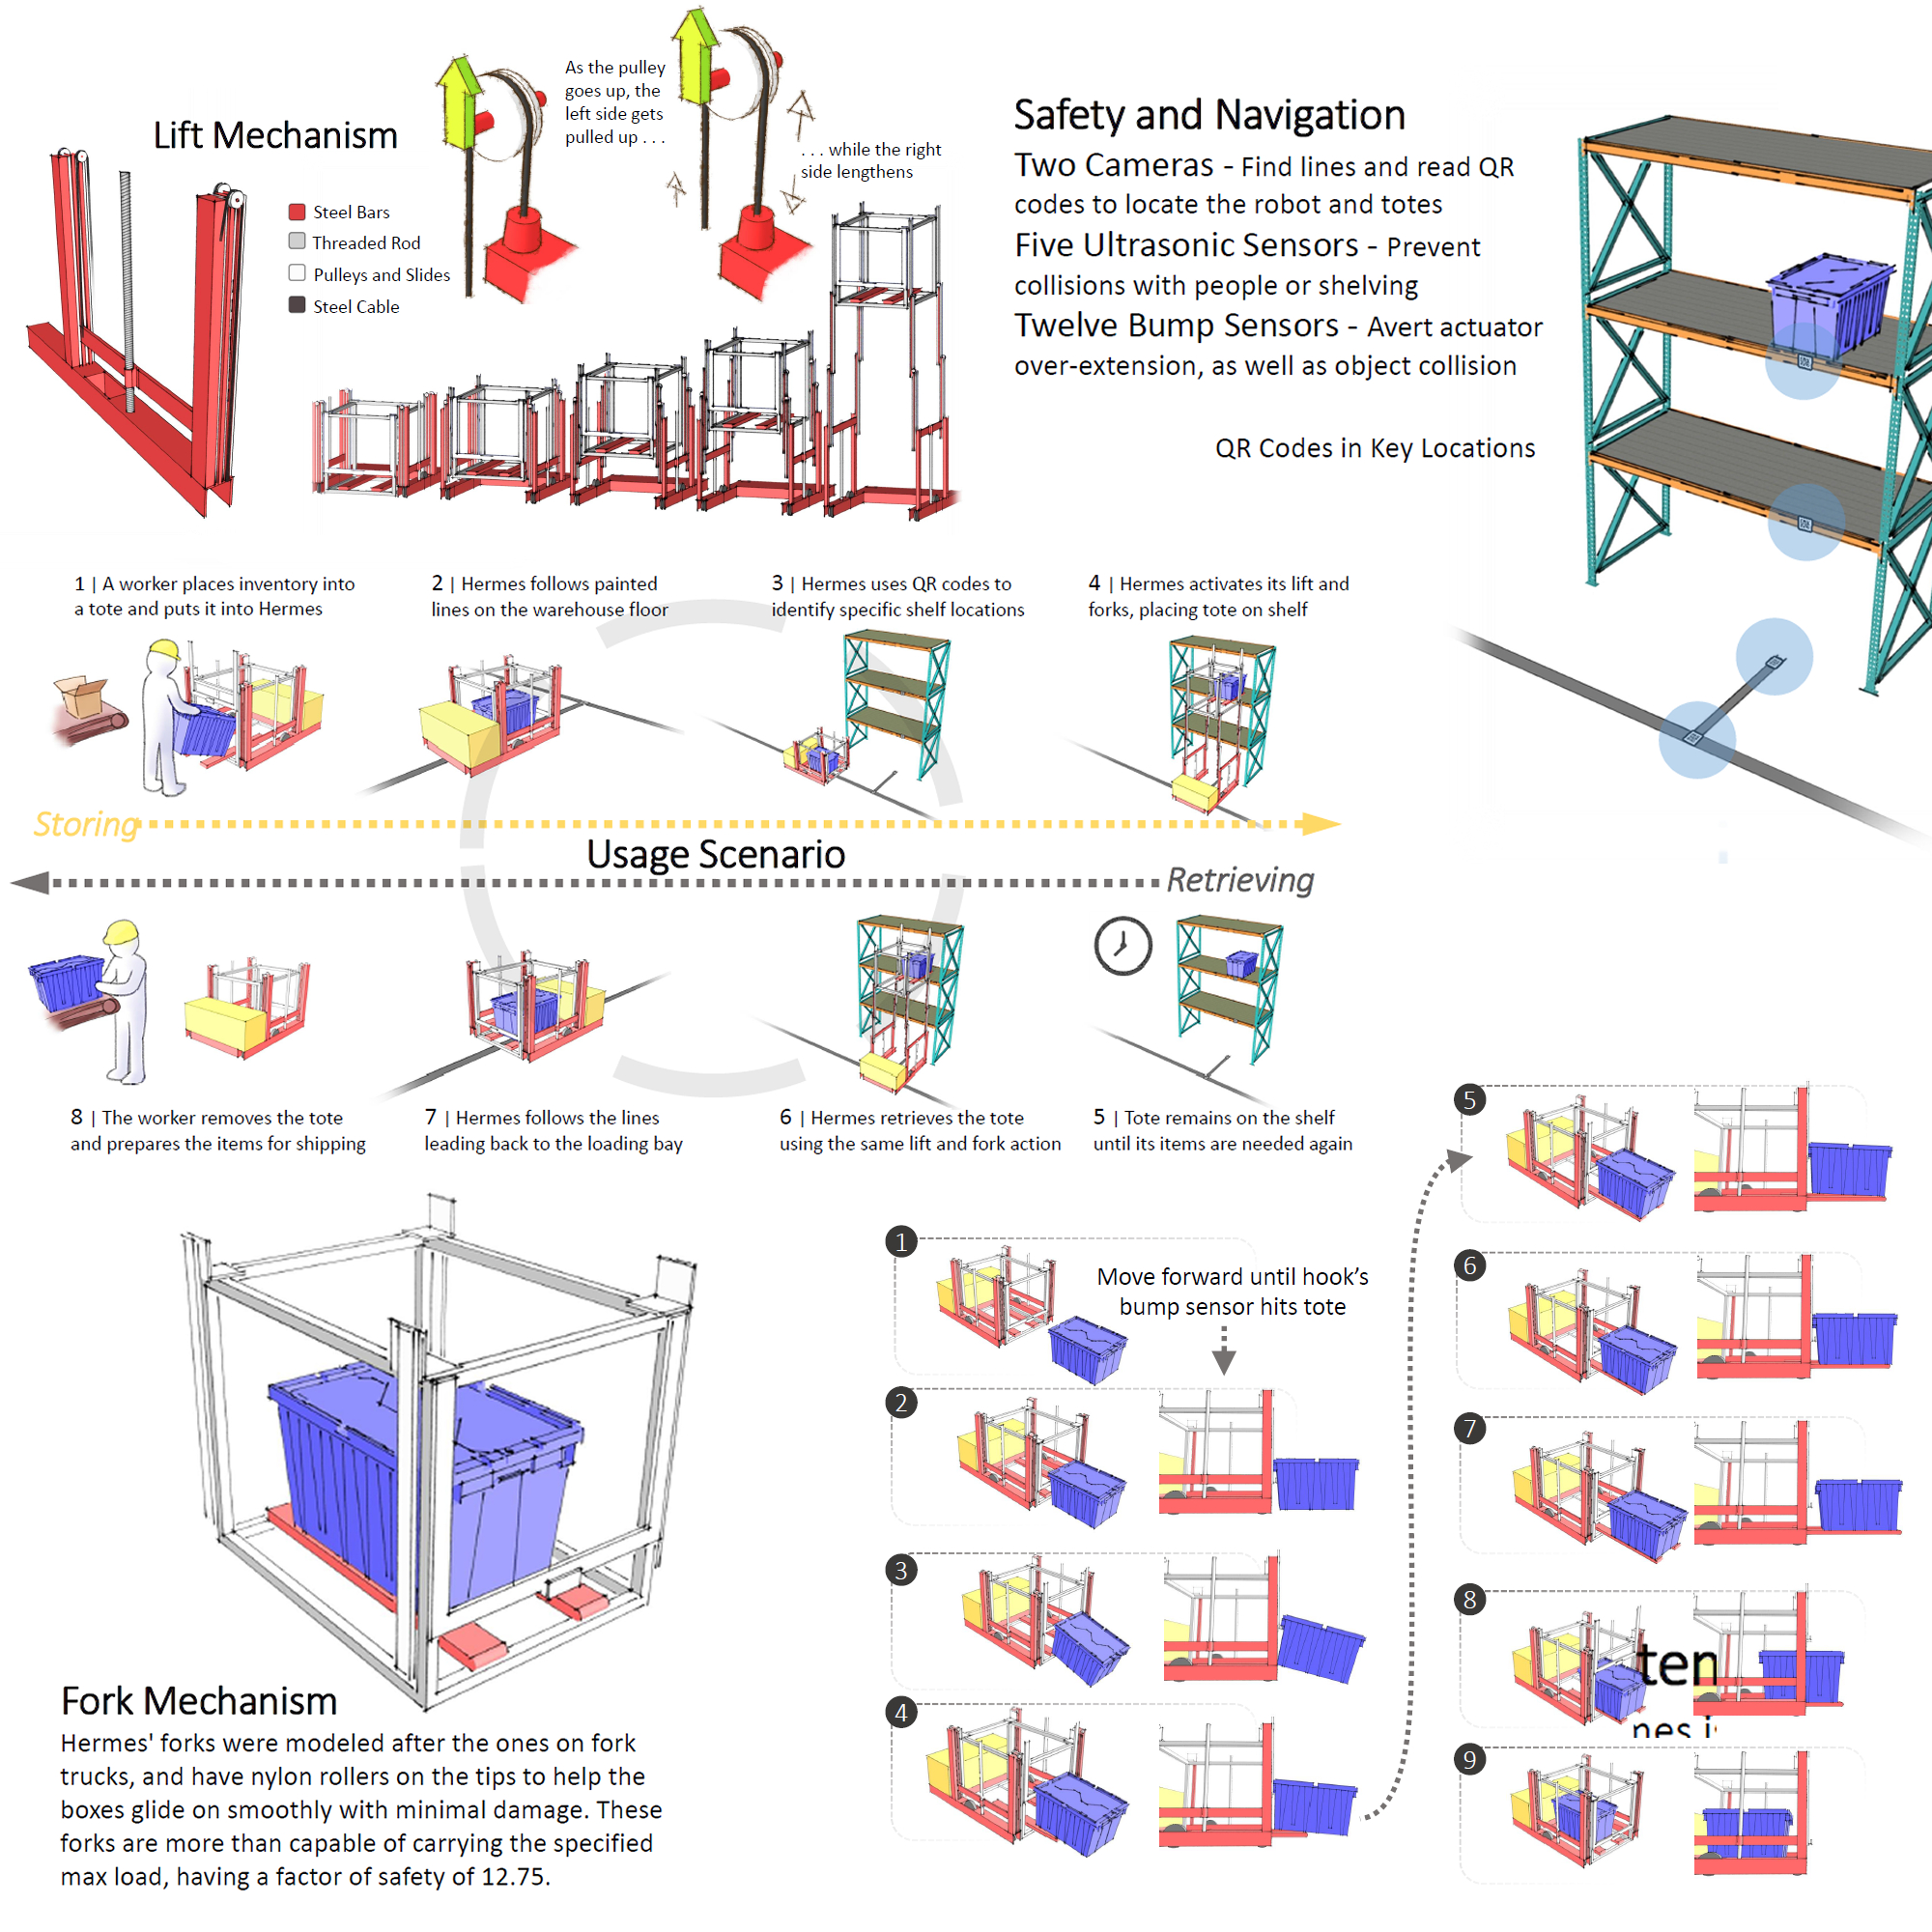 Lift Mechanism
Steel Bars
Threaded Rod
Pulleys and Slides
Steel Cable
As the pulley
goes up, the
left side gets
pulled up . . .
. . . while the right
side lengthens
Safety and Navigation
Two Cameras - Find lines and read QR
codes to locate the robot and totes
Five Ultrasonic Sensors - Prevent
collisions with people or shelving
Twelve Bump Sensors - Avert actuator
over-extension, as well as object collision
QR Codes in Key Locations
1 | A worker places inventory into
a tote and puts it into Hermes
2 | Hermes follows painted
lines on the warehouse floor
3 | Hermes uses QR codes to
identify specific shelf locations
4 | Hermes activates its lift and
forks, placing tote on shelf
Storing
Usage Scenario
Retrieving
8 | The worker removes the tote
and prepares the items for shipping
7 | Hermes follows the lines
leading back to the loading bay
6 | Hermes retrieves the tote
using the same lift and fork action
5 | Tote remains on the shelf
until its items are needed again
Fork Mechanism
Hermes' forks were modeled after the ones on fork
trucks, and have nylon rollers on the tips to help the
boxes glide on smoothly with minimal damage. These
forks are more than capable of carrying the specified
max load, having a factor of safety of 12.75.
1
Move forward until hook’s
bump sensor hits tote
2
3
4
5
6
7
8
ten
9